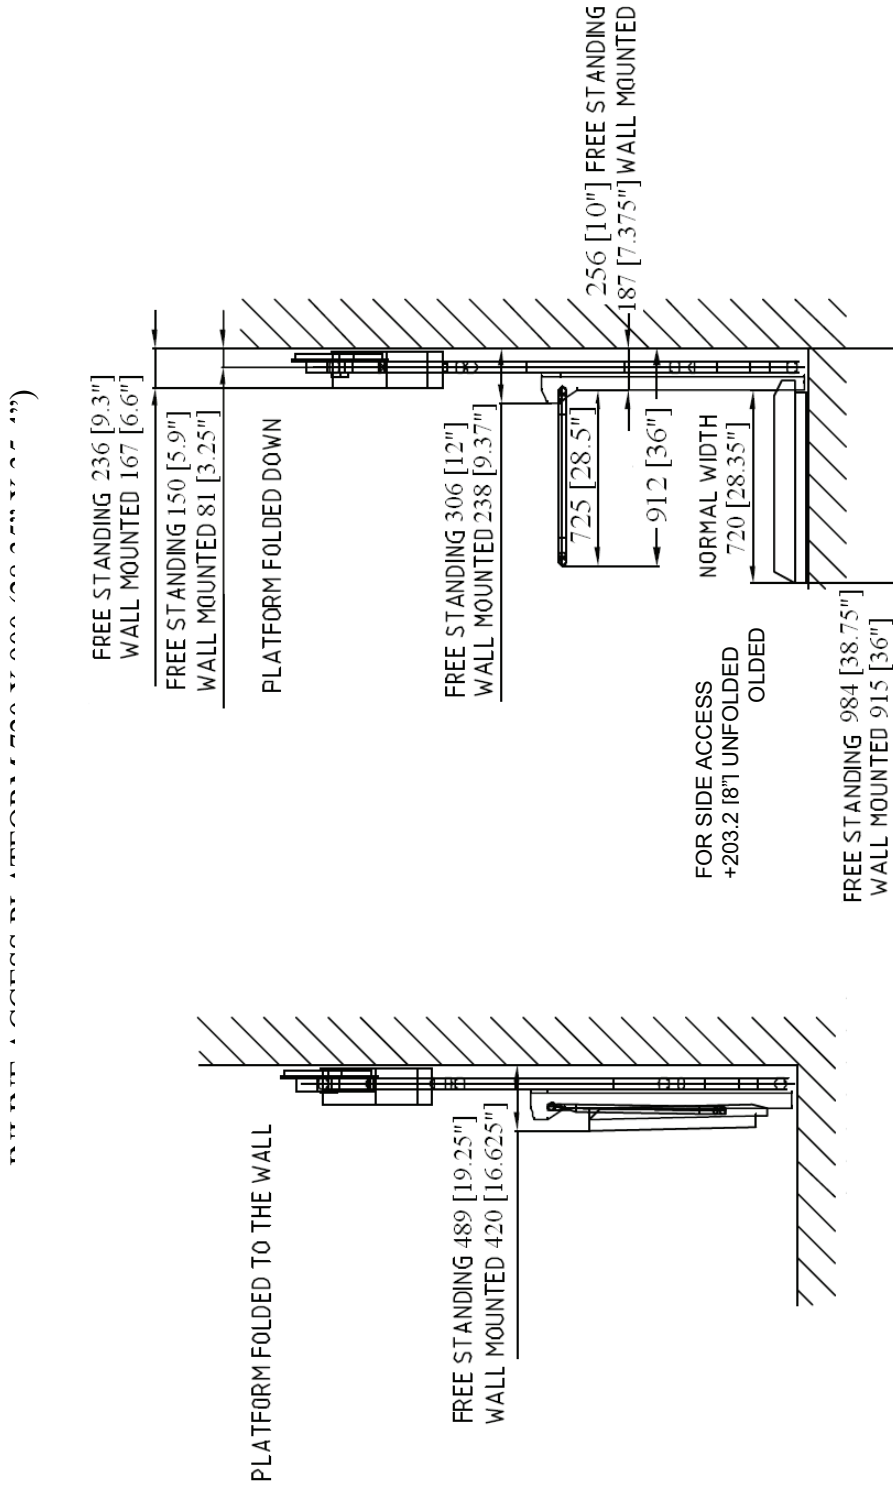 PLATFORM FOLDED TO THE WALL
FREE STANDING 489 [19.25"]
WALL MOUNTED 420 [16.625"]
FREE STANDING 236 [9.3"]
WALL MOUNTED 167 [6.6"]
FREE STANDING 150 [5.9"]
WALL MOUNTED 81 [3.25"]
PLATFORM FOLDED DOWN
FREE STANDING 306 [12"]
WALL MOUNTED 238 [9.37"]
725 [28.5"]
256 [10"] FREE STANDING
187 [7.375"] WALL MOUNTED
912 [36"]
NORMAL WIDTH
720 [28.35"]
FOR SIDE ACCESS
+203.2 [8"] UNFOLDED
OLDED
FREE STANDING 984 [38.75"]
WALL MOUNTED 915 [36"]